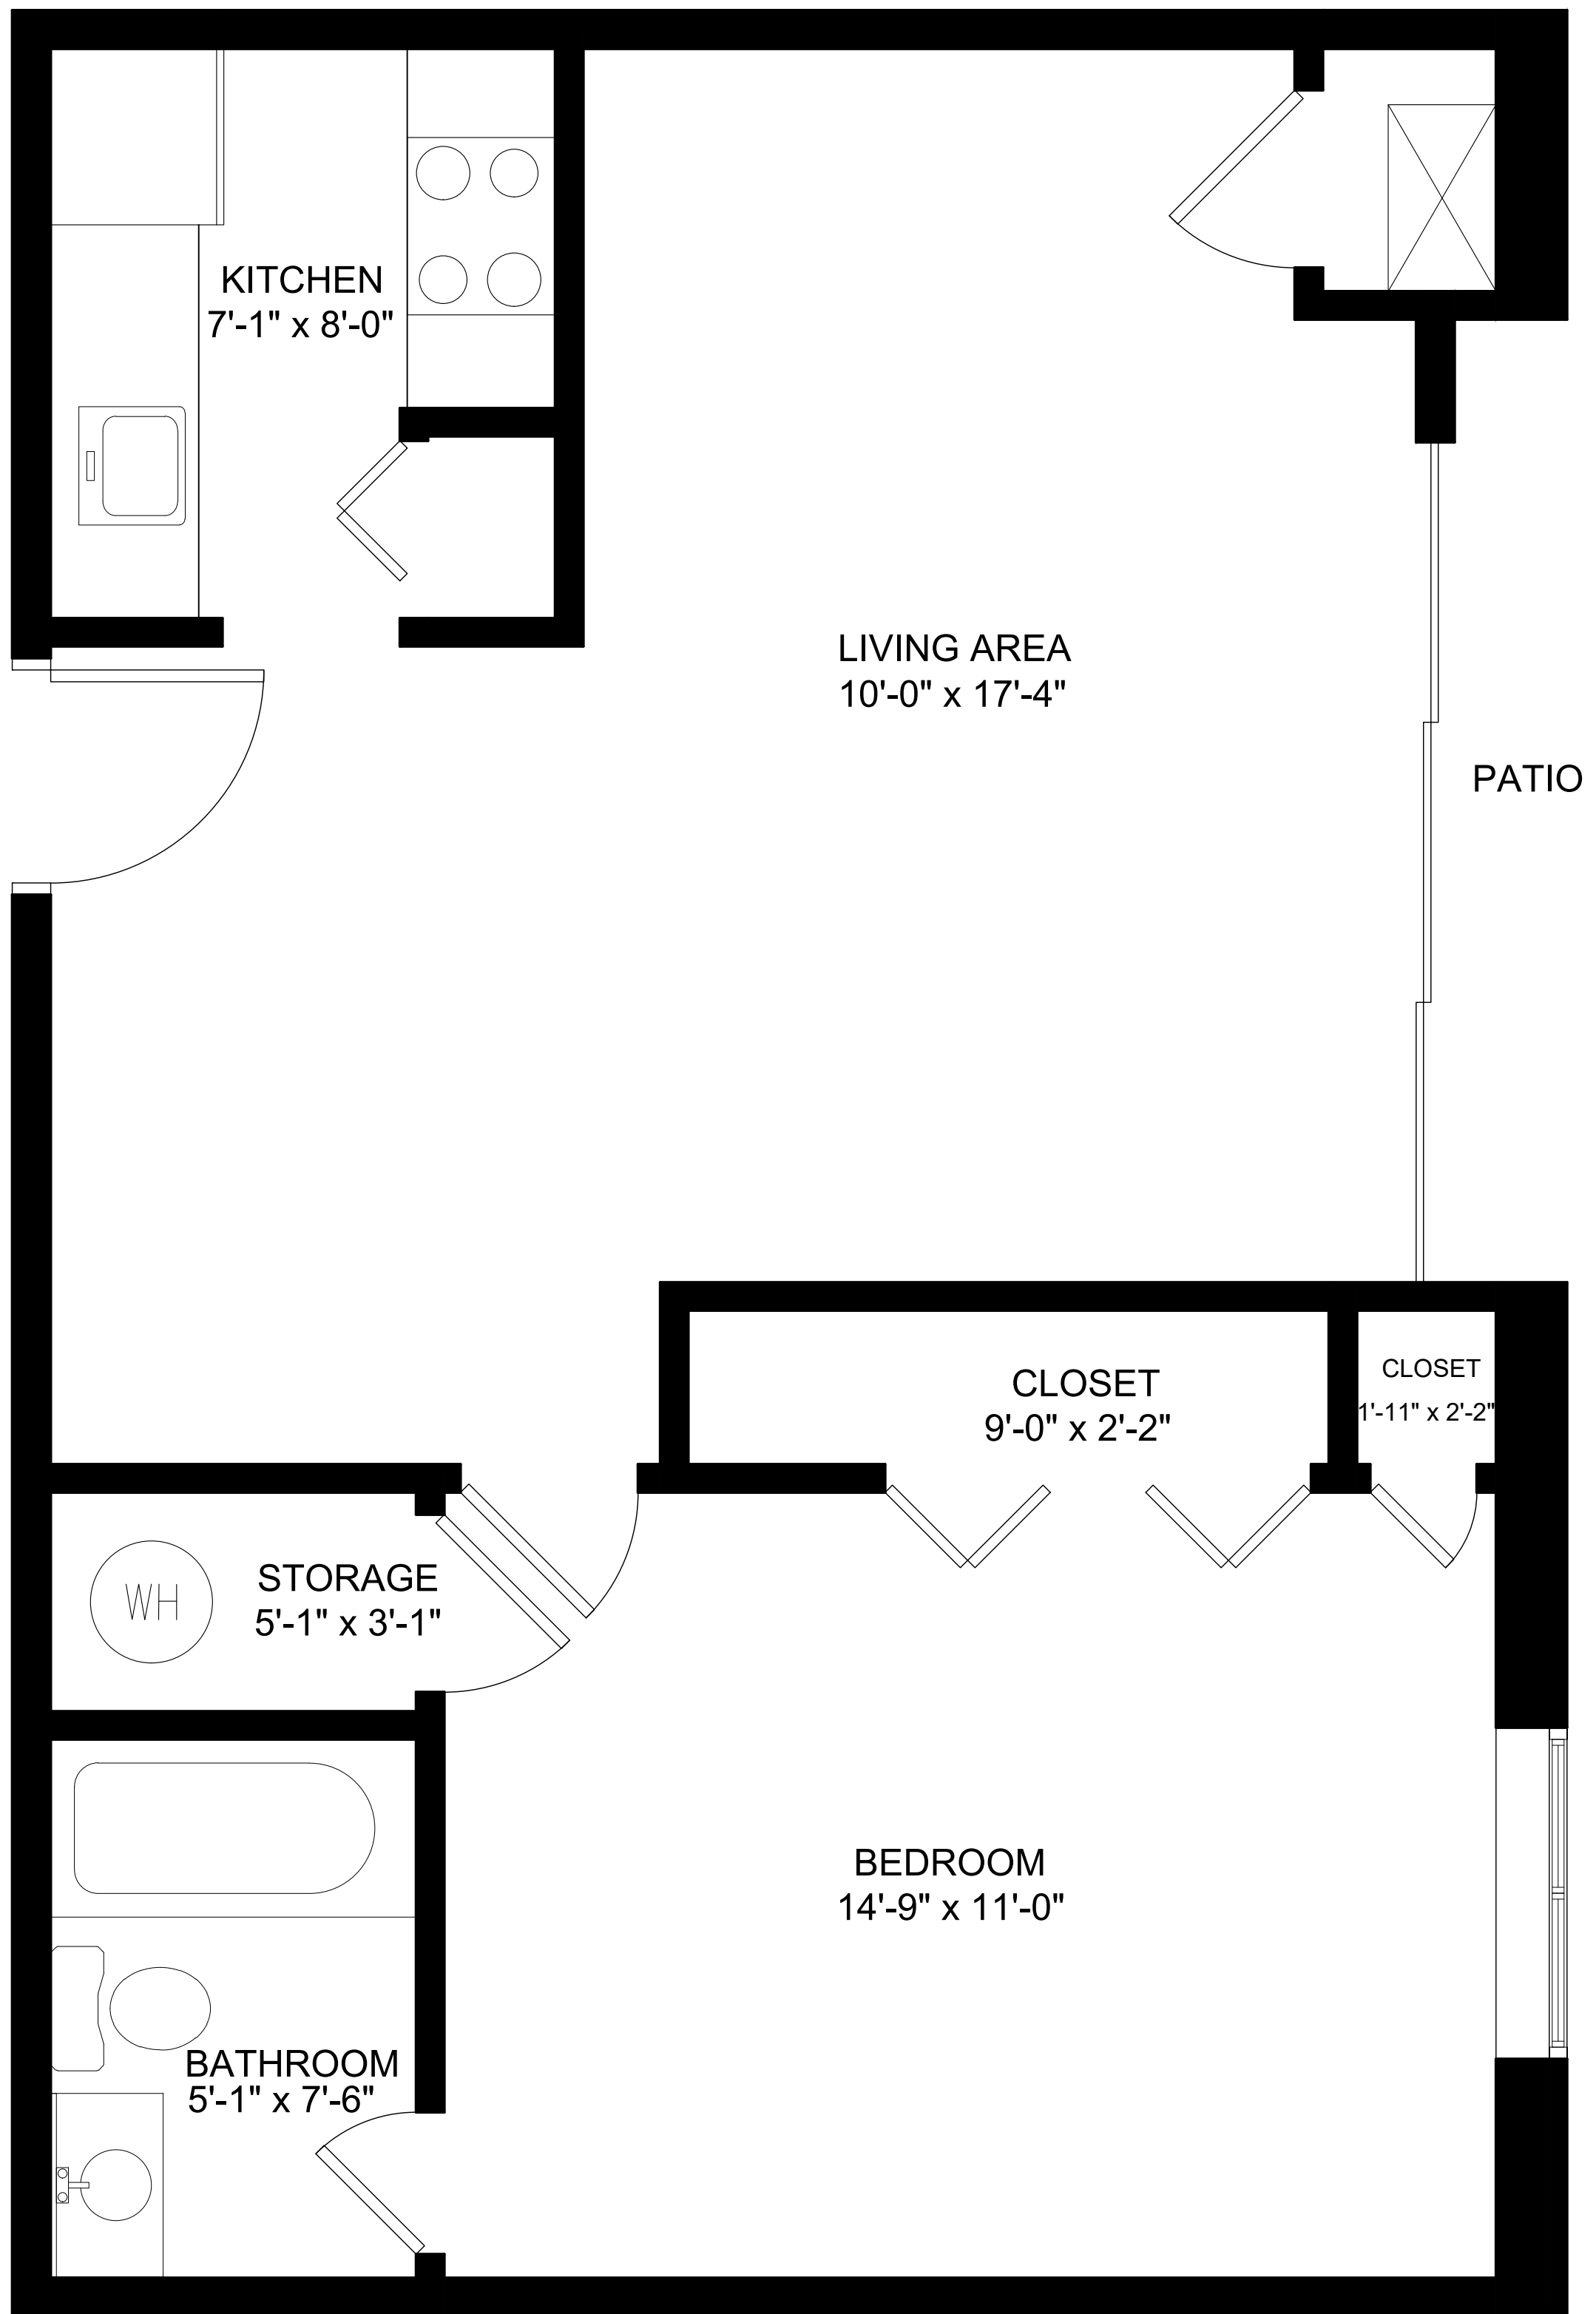 KITCHEN
7'-1" x 8'-0"
LIVING AREA
10'-0" x 17'-4"
PATIO
CLOSET
9'-0" x 2'-2"
CLOSET
1'-11" x 2'-2"
STORAGE
5'-1" x 3'-1"
WH
BEDROOM
14'-9" x 11'-0"
BATHROOM
5'-1" x 7'-6"